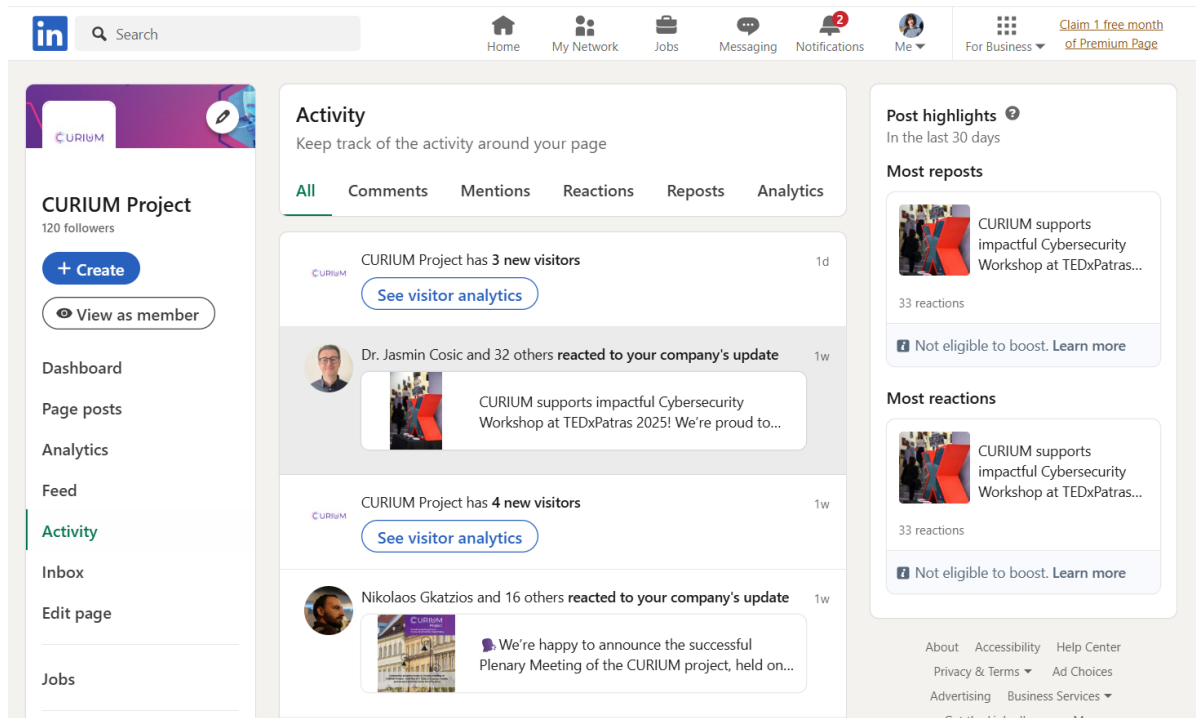 in
Search
Home
My Network
Jobs
Messaging
2
Notifications
Me
For Business
Claim 1 free month
of Premium Page
CURIUM
CURIUM Project
120 followers
+ Create
View as member
Dashboard
Page posts
Analytics
Feed
Activity
Inbox
Edit page
Jobs
Activity
Keep track of the activity around your page
All
Comments
Mentions
Reactions
Reposts
Analytics
CURIUM
CURIUM Project has 3 new visitors
1d
See visitor analytics
Dr. Jasmin Cosic and 32 others reacted to your company's update
1w
CURIUM supports impactful Cybersecurity
Workshop at TEDxPatras 2025! We're proud to...
CURIUM
CURIUM Project has 4 new visitors
1w
See visitor analytics
Nikolaos Gkatzios and 16 others reacted to your company's update
1w
CURIUM
Project
We're happy to announce the successful
Plenary Meeting of the CURIUM project, held on...
Post highlights
In the last 30 days
Most reposts
CURIUM supports
impactful Cybersecurity
Workshop at TEDxPatras...
33 reactions
Not eligible to boost. Learn more
Most reactions
CURIUM supports
impactful Cybersecurity
Workshop at TEDxPatras...
33 reactions
Not eligible to boost. Learn more
About
Accessibility
Help Center
Privacy & Terms
Ad Choices
Advertising
Business Services